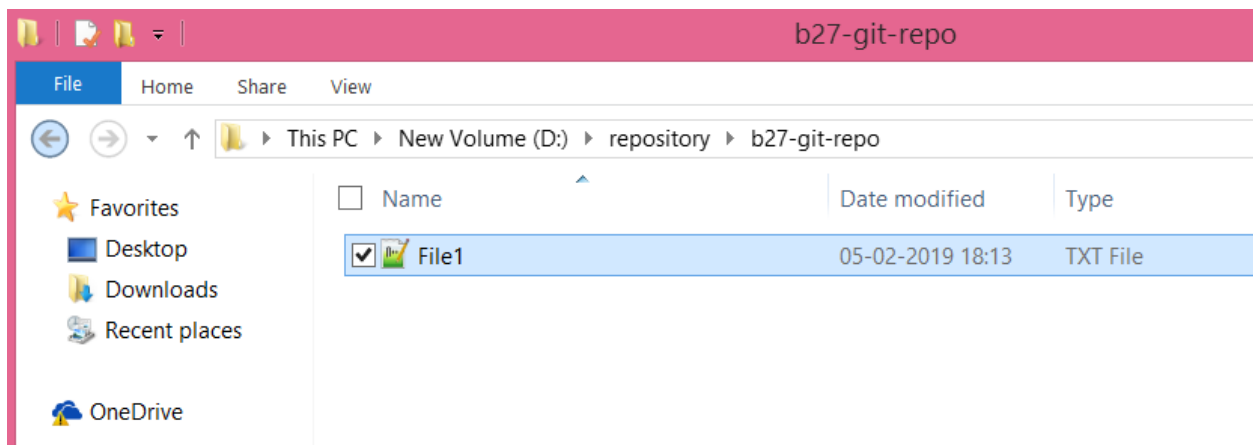 b27-git-repo
File Home Share View
This PC New Volume (D:) repository b27-git-repo
Name Date modified Type
Favorites
Desktop
File1 05-02-2019 18:13 TXT File
Downloads
Recent places
OneDrive